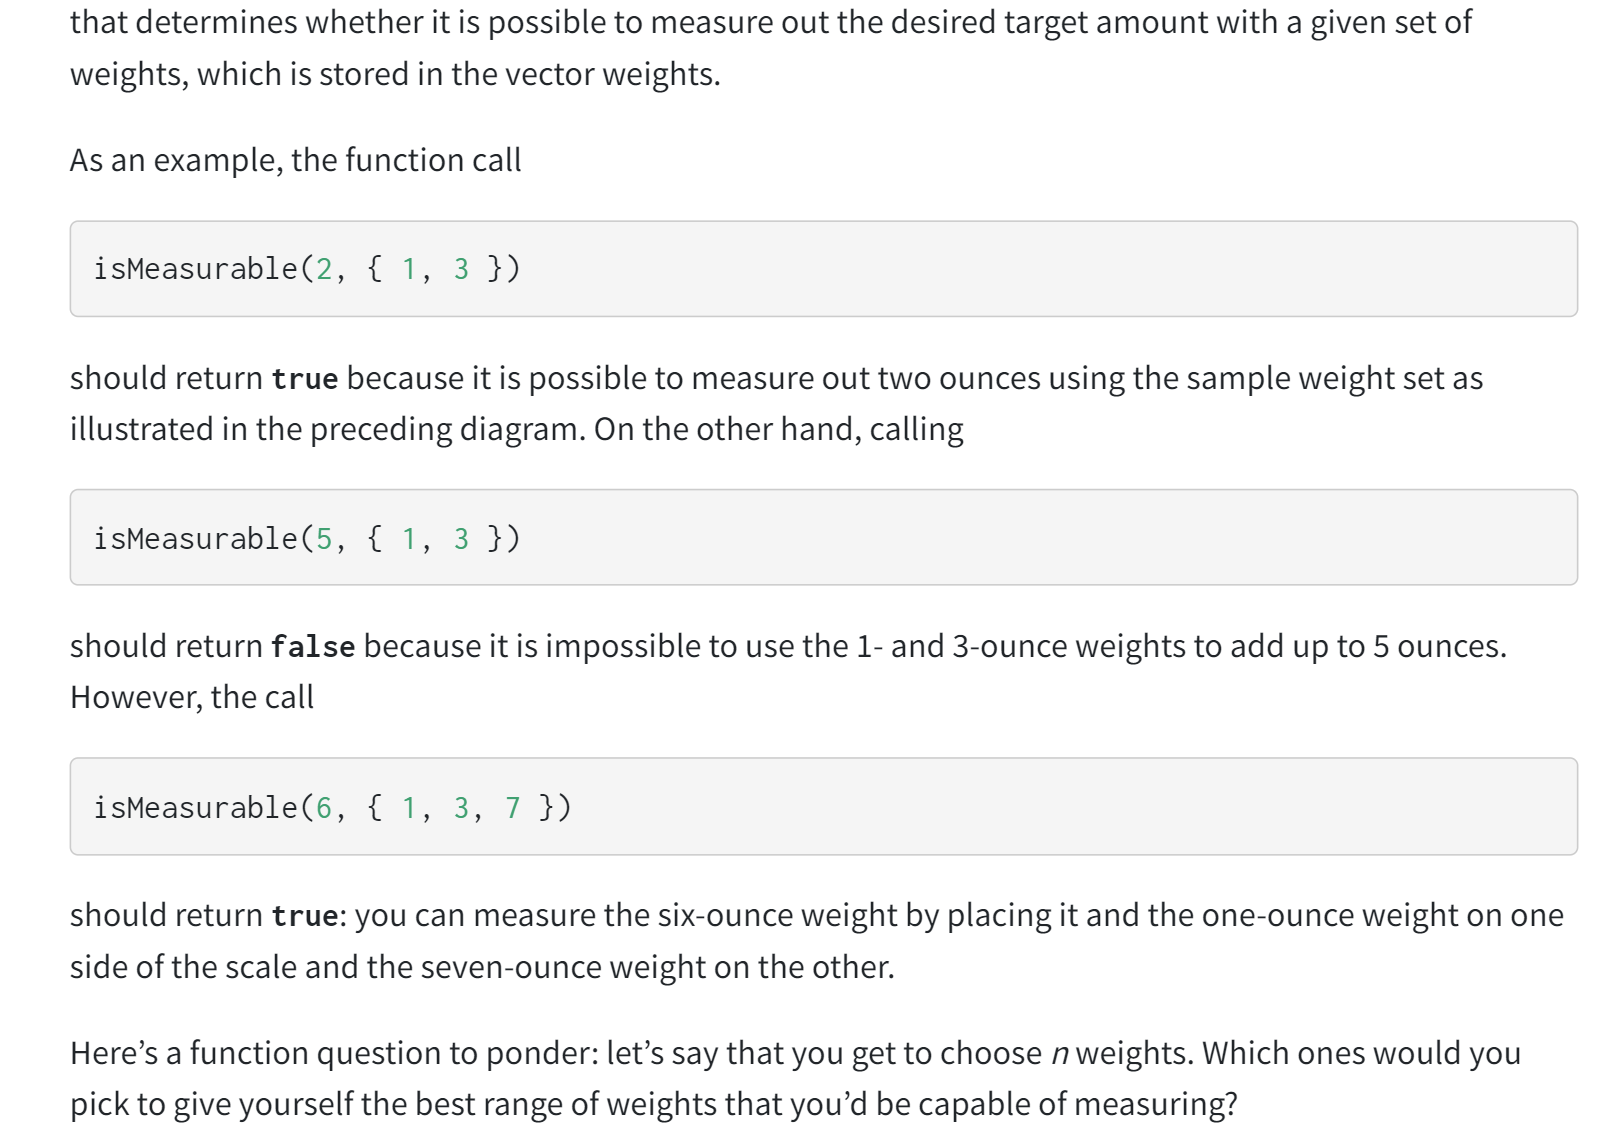 that determines whether it is possible to measure out the desired target amount with a given set of
weights, which is stored in the vector weights.
As an example, the function call
isMeasurable(2, { 1, 3 })
should return true because it is possible to measure out two ounces using the sample weight set as
illustrated in the preceding diagram. On the other hand, calling
isMeasurable(5, { 1, 3 })
should return false because it is impossible to use the 1- and 3-ounce weights to add up to 5 ounces.
However, the call
isMeasurable(6, { 1, 3, 7 })
should return true: you can measure the six-ounce weight by placing it and the one-ounce weight on one
side of the scale and the seven-ounce weight on the other.
Here’s a function question to ponder: let’s say that you get to choose n weights. Which ones would you
pick to give yourself the best range of weights that you’d be capable of measuring?